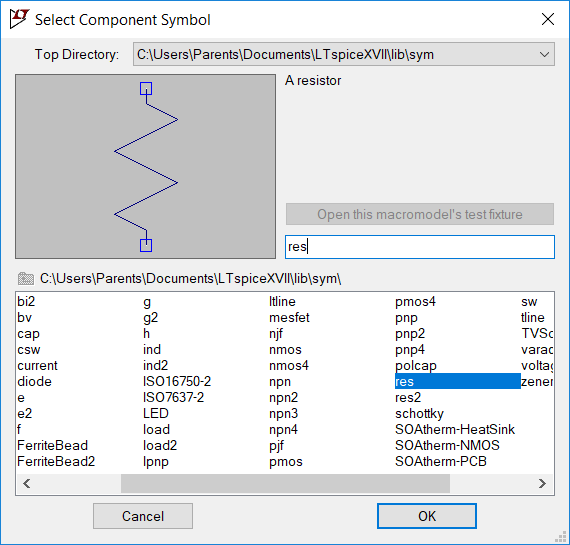 Select Component Symbol
Top Directory: C:\Users\Parents\Documents\LTspiceXVII\lib\sym
A resistor
Open this macromodel's test fixture
res
C:\Users\Parents\Documents\LTspiceXVII\lib\sym\
bi2 g ltline pmos4 sw
bv g2 mesfet pnp tline
cap h njf pnp2 TVSc
csw ind nmos pnp4 varac
current ind2 nmos4 polcap voltag
diode ISO16750-2 npn res zener
e ISO7637-2 npn2 res2
e2 LED npn3 schottky
f load npn4 SOAtherm-HeatSink
FerriteBead load2 pjf SOAtherm-NMOS
FerriteBead2 lpnp pmos SOAtherm-PCB
Cancel OK